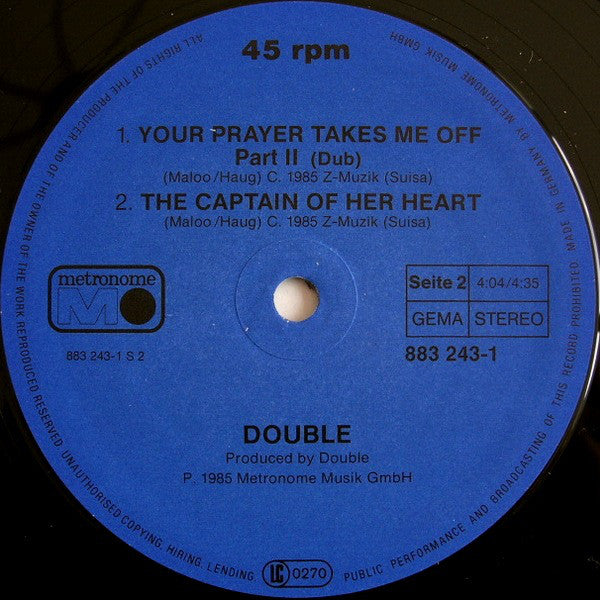 45 rpm
1. YOUR PRAYER TAKES ME OFF
Part II (Dub)
(Maloo/Haug) C. 1985 Z-Muzik (Suisa)
2. THE CAPTAIN OF HER HEART
(Maloo/Haug) C. 1985 Z-Muzik (Suisa)
metronome
M
883 243-1 S 2
Seite 2 4:04/4:35
GEMA STEREO
883 243-1
DOUBLE
Produced by Double
P. 1985 Metronome Musik GmbH
ALL RIGHTS OF THE PRODUCER AND OF THE OWNER OF THE WORK REPRODUCED RESERVED. UNAUTHORISED COPYING, HIRING, LENDING LC 0270 PUBLIC PERFORMANCE AND BROADCASTING OF THIS RECORD PROHIBITED MADE IN GERMANY BY METRONOME MUSIK GMBH